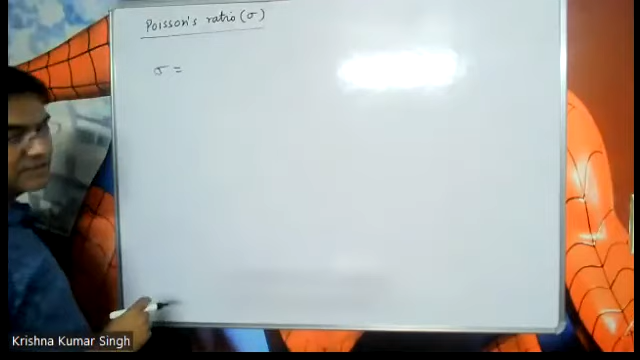 Poisson's ratio (σ)
σ =
Krishna Kumar Singh